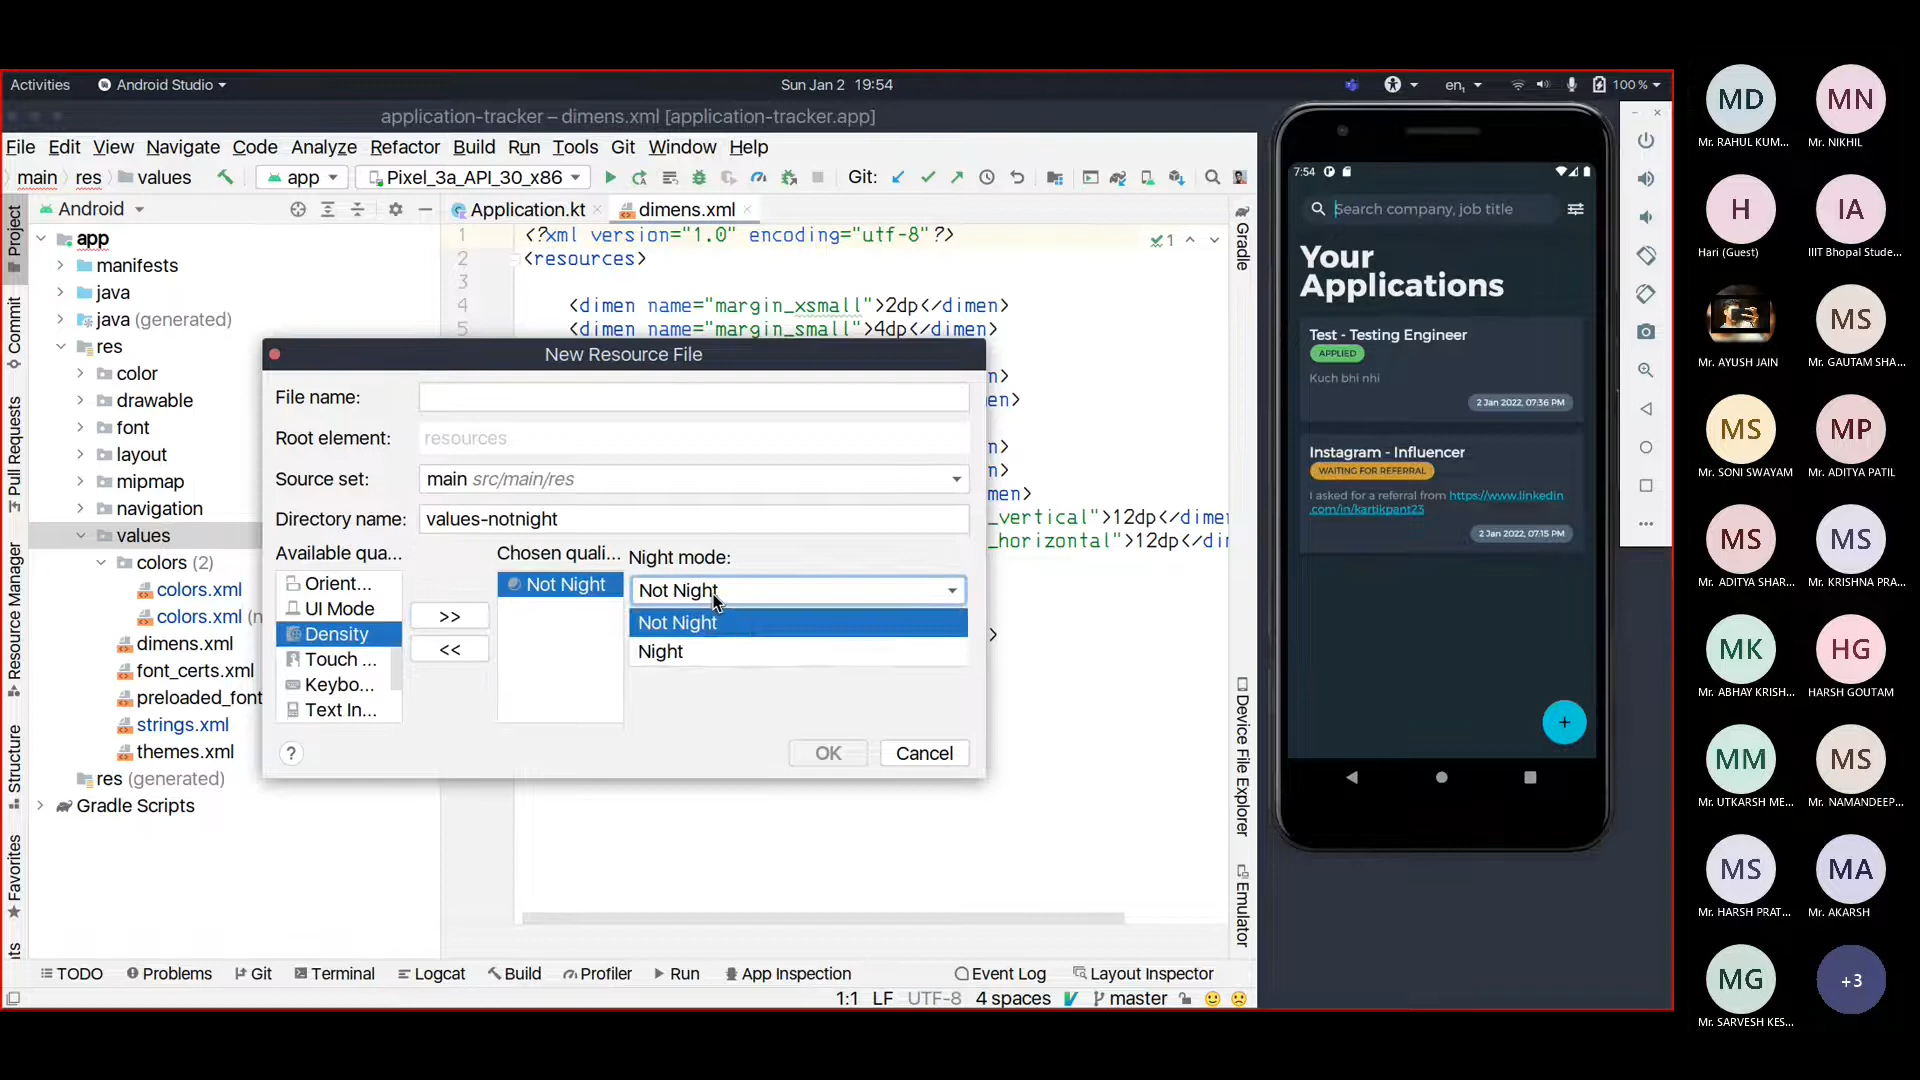 Activities
Android Studio
Sun Jan 2 19:54
en₁
100 %
application-tracker – dimens.xml [application-tracker.app]
File Edit View Navigate Code Analyze Refactor Build Run Tools Git Window Help
main res values
app
Pixel_3a_API_30_x86
Git:
Android
Application.kt
dimens.xml
Project
Commit
Pull Requests
Resource Manager
Structure
Favorites
app
manifests
java
java (generated)
res
color
drawable
font
layout
mipmap
navigation
values
colors (2)
colors.xml
colors.xml (n
dimens.xml
font_certs.xml
preloaded_font
strings.xml
themes.xml
res (generated)
Gradle Scripts
1 <?xml version="1.0" encoding="utf-8"?>
2 <resources>
3
4 <dimen name="margin_xsmall">2dp</dimen>
5 <dimen name="margin_small">4dp</dimen>
n>
en>
n>
n>
men>
_vertical">12dp</dimen
_horizontal">12dp</dir
>
1
Gradle
Device File Explorer
Emulator
New Resource File
File name:
Root element: resources
Source set: main src/main/res
Directory name: values-notnight
Available qua...
Chosen quali...
Night mode:
Orient...
UI Mode
Density
Touch ...
Keybo...
Text In...
>>
<<
Not Night
Not Night
Not Night
Night
?
OK
Cancel
TODO Problems Git Terminal Logcat Build Profiler Run App Inspection Event Log Layout Inspector
1:1 LF UTF-8 4 spaces master
7:54
Search company, job title
Your
Applications
Test - Testing Engineer
APPLIED
Kuch bhi nhi
2 Jan 2022, 07:36 PM
Instagram - Influencer
WAITING FOR REFERRAL
I asked for a referral from https://www.linkedin
.com/in/kartikpant23
2 Jan 2022, 07:15 PM
+
MD
Mr. RAHUL KUM...
MN
Mr. NIKHIL
H
Hari (Guest)
IA
IIIT Bhopal Stude...
Mr. AYUSH JAIN
MS
Mr. GAUTAM SHA...
MS
Mr. SONI SWAYAM
MP
Mr. ADITYA PATIL
MS
Mr. ADITYA SHAR...
MS
Mr. KRISHNA PRA...
MK
Mr. ABHAY KRISH...
HG
HARSH GOUTAM
MM
Mr. UTKARSH ME...
MS
Mr. NAMANDEEP...
MS
Mr. HARSH PRAT...
MA
Mr. AKARSH
MG
Mr. SARVESH KES...
+3